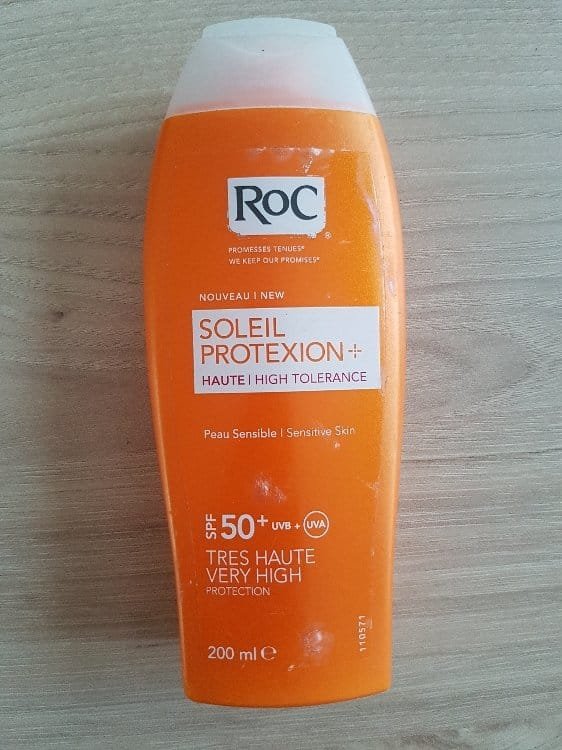 RoC
®
PROMESSES TENUES*
WE KEEP OUR PROMISES*
NOUVEAU | NEW
SOLEIL
PROTEXION+
HAUTE | HIGH TOLERANCE
Peau Sensible | Sensitive Skin
SPF 50+ UVB + UVA
TRES HAUTE
VERY HIGH
PROTECTION
200 ml ℮
110571